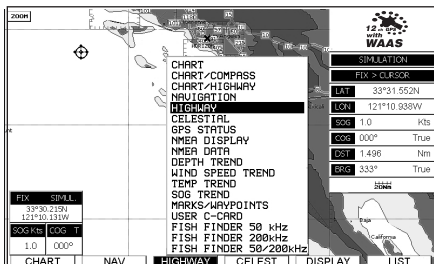 ZOOM
12 ch GPS
with
WAAS
SIMULATION
FIX > CURSOR
LAT 33°31.552N
LON 121°10.938W
SOG 1.0 Kts
COG 000° True
DST 1.496 Nm
BRG 333° True
20Nm
CHART
CHART/COMPASS
CHART/HIGHWAY
NAVIGATION
HIGHWAY
CELESTIAL
GPS STATUS
NMEA DISPLAY
NMEA DATA
DEPTH TREND
WIND SPEED TREND
TEMP TREND
SOG TREND
MARKS/WAYPOINTS
USER C-CARD
FISH FINDER 50 kHz
FISH FINDER 200kHz
FISH FINDER 50/200kHz
FIX SIMUL.
33°30.215N
121°10.131W
SOG Kts COG T
1.0 000°
Baja
California
CHART NAV HIGHWAY CELEST DISPLAY LIST